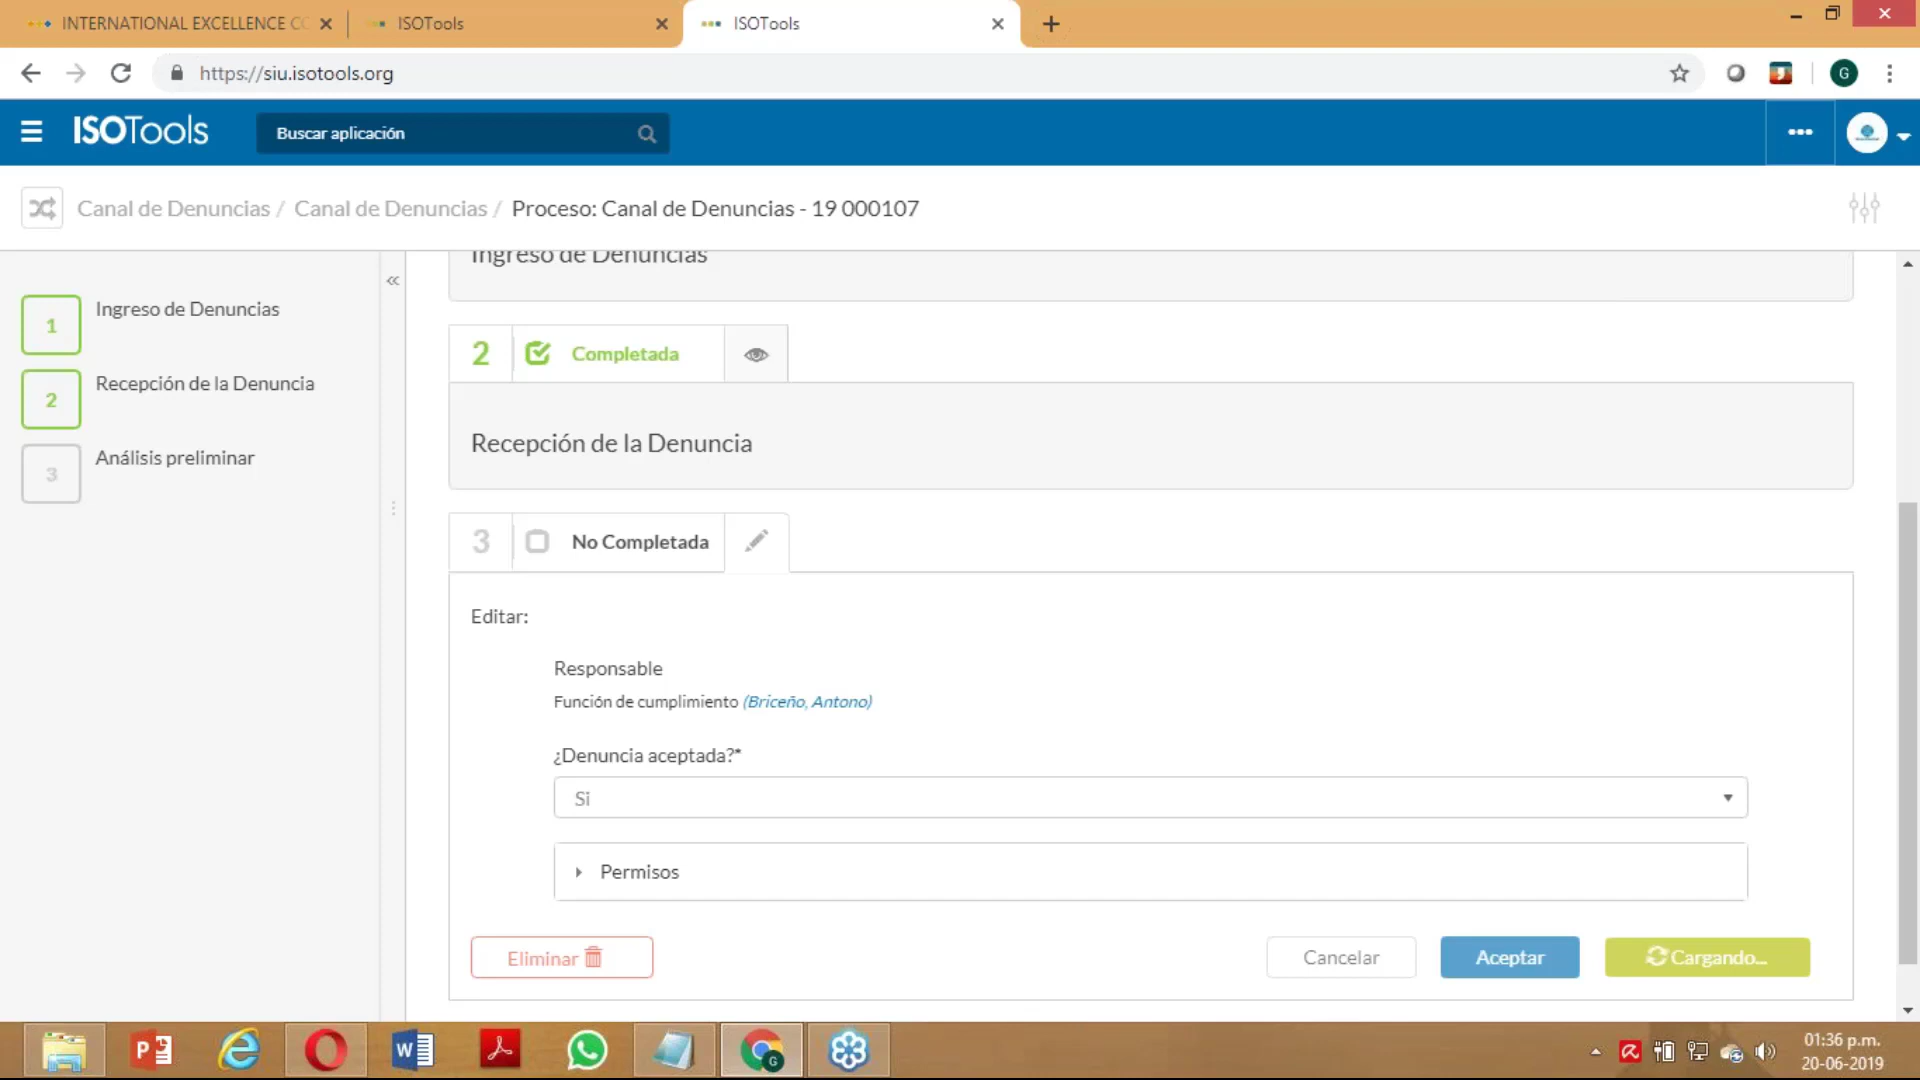 INTERNATIONAL EXCELLENCE CO
ISOTools
ISOTools
https://siu.isotools.org
G
ISOTools
Buscar aplicación
Canal de Denuncias / Canal de Denuncias / Proceso: Canal de Denuncias - 19 000107
1 Ingreso de Denuncias
2 Recepción de la Denuncia
3 Análisis preliminar
Ingreso de Denuncias
2 Completada
Recepción de la Denuncia
3 No Completada
Editar:
Responsable
Función de cumplimiento (Briceño, Antono)
¿Denuncia aceptada?*
Si
Permisos
Eliminar
Cancelar
Aceptar
Cargando...
01:36 p.m.
20-06-2019